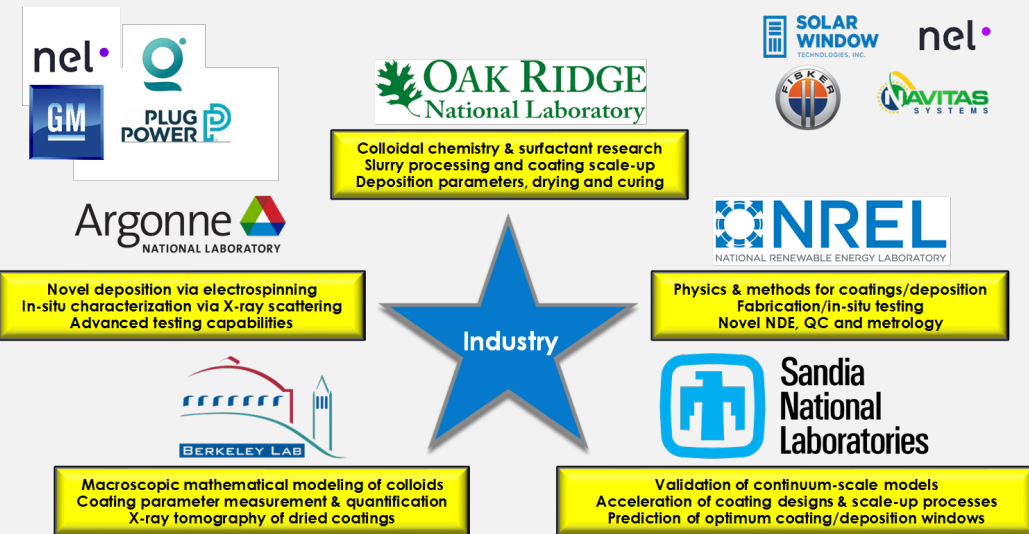 nel
GM
PLUG
POWER
OAK RIDGE
National Laboratory
SOLAR
WINDOW
TECHNOLOGIES, INC.
nel
FISKER
NAVITAS
SYSTEMS
Colloidal chemistry & surfactant research
Slurry processing and coating scale-up
Deposition parameters, drying and curing
Argonne
NATIONAL LABORATORY
NREL
NATIONAL RENEWABLE ENERGY LABORATORY
Novel deposition via electrospinning
In-situ characterization via X-ray scattering
Advanced testing capabilities
Industry
Physics & methods for coatings/deposition
Fabrication/in-situ testing
Novel NDE, QC and metrology
BERKELEY LAB
Sandia
National
Laboratories
Macroscopic mathematical modeling of colloids
Coating parameter measurement & quantification
X-ray tomography of dried coatings
Validation of continuum-scale models
Acceleration of coating designs & scale-up processes
Prediction of optimum coating/deposition windows